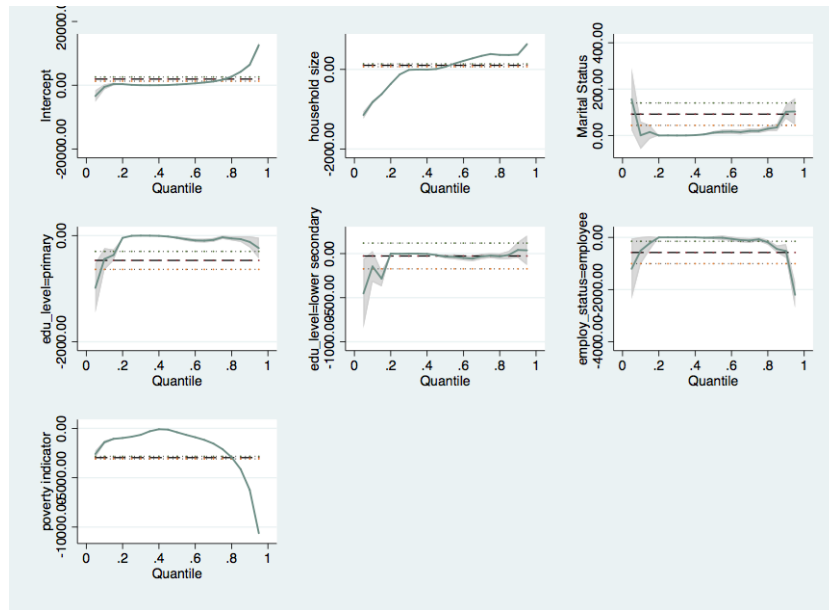 Intercept
-20000.00 0.00 20000.00
0 .2 .4 .6 .8 1
Quantile
household size
-2000.00 0.00
0 .2 .4 .6 .8 1
Quantile
Marital Status
0.00 200.00 400.00
0 .2 .4 .6 .8 1
Quantile
edu_level=primary
-2000.00 0.00
0 .2 .4 .6 .8 1
Quantile
edu_level=lower secondary
-1000.00-500.00 0.00
0 .2 .4 .6 .8 1
Quantile
employ_status=employee
-4000.00-2000.00 0.00
0 .2 .4 .6 .8 1
Quantile
poverty indicator
-10000.00-5000.00 0.00
0 .2 .4 .6 .8 1
Quantile